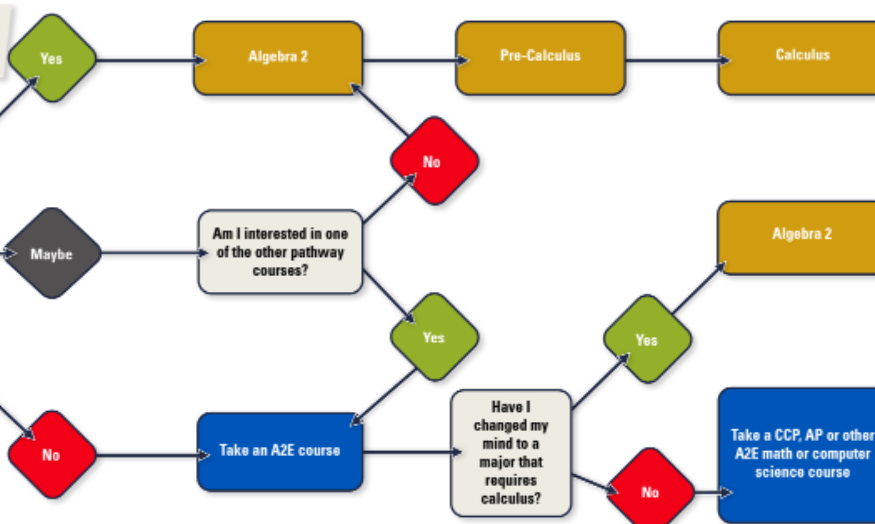 Yes
Algebra 2
Pre-Calculus
Calculus
No
Maybe
Am I interested in one
of the other pathway
courses?
Algebra 2
Yes
Yes
No
Take an A2E course
Have I
changed my
mind to a
major that
requires
calculus?
No
Take a CCP, AP or other
A2E math or computer
science course